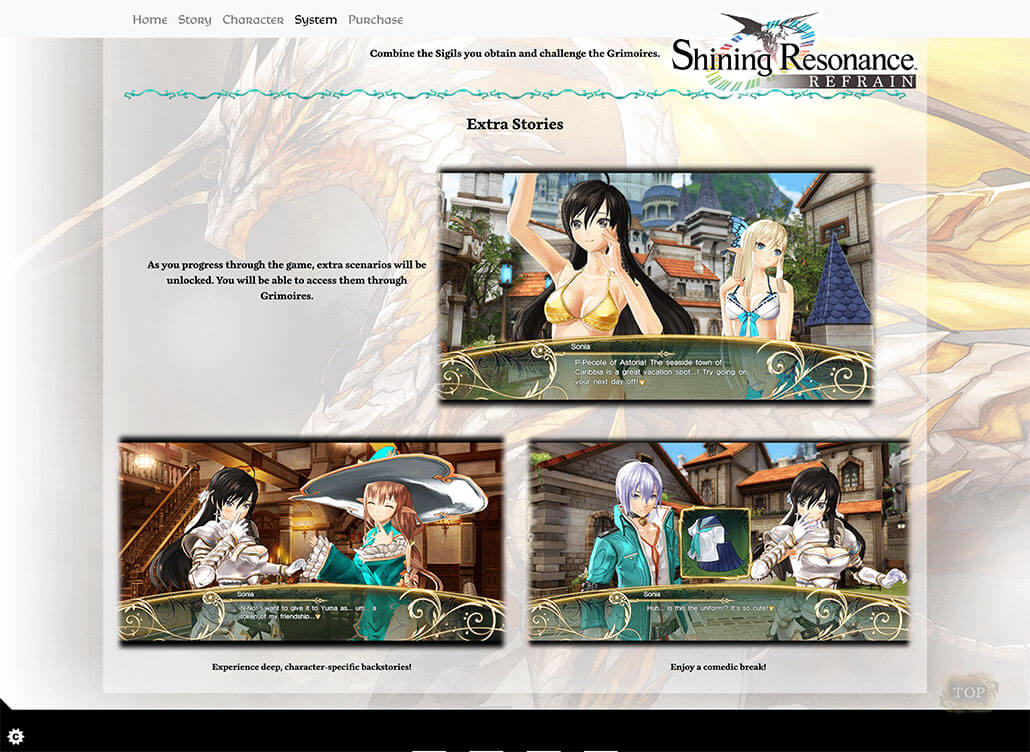 Home Story Character System Purchase
Shining Resonance™
REFRAIN
Combine the Sigils you obtain and challenge the Grimoires.
Extra Stories
As you progress through the game, extra scenarios will be
unlocked. You will be able to access them through
Grimoires.
Sonia
P-People of Astoria! The seaside town of
Caribbia is a great vacation spot...! Try going on
your next day off!
Sonia
N-No! I want to give it to Yuma as... um... a
token of my friendship...
Sonia
Huh... is this the uniform!? It's so cute!
Experience deep, character-specific backstories!
Enjoy a comedic break!
TOP